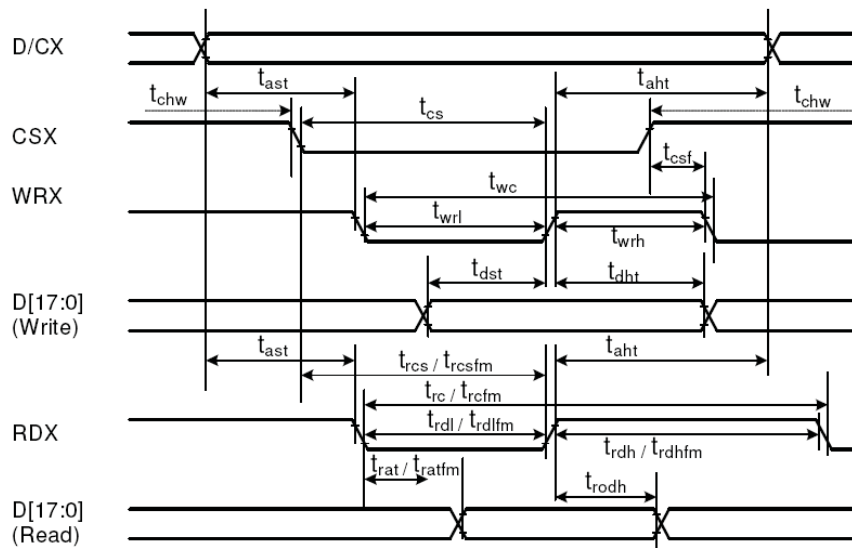 D/CX
t_ast t_aht
t_chw t_cs t_chw
CSX
t_csf
WRX t_wc
t_wrl t_wrh
t_dst t_dht
D[17:0]
(Write)
t_ast t_rcs / t_rcsfm t_aht
t_rc / t_rcfm
RDX t_rdl / t_rdlfm
t_rdh / t_rdhfm
t_rat / t_ratfm
t_rodh
D[17:0]
(Read)